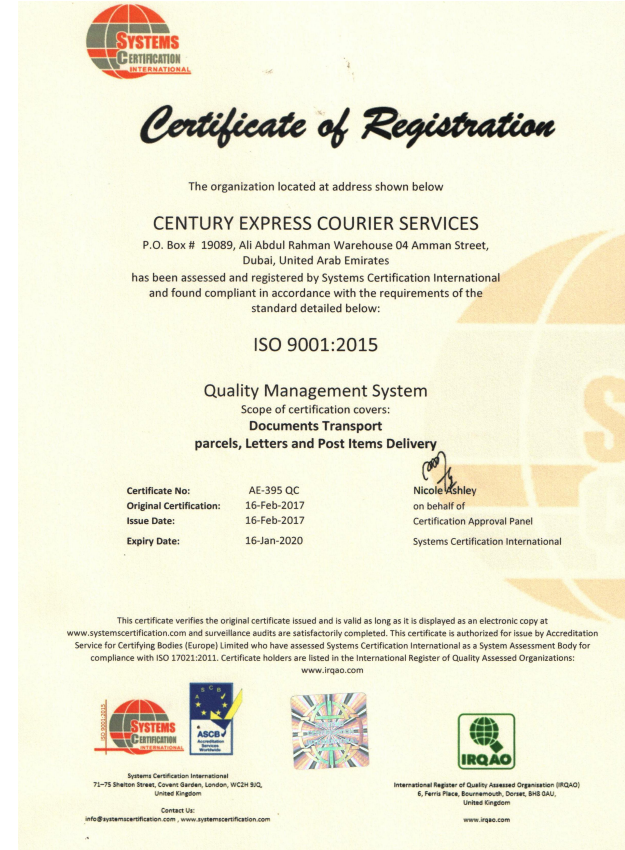 SYSTEMS
CERTIFICATION
INTERNATIONAL
Certificate of Registration
The organization located at address shown below
CENTURY EXPRESS COURIER SERVICES
P.O. Box # 19089, Ali Abdul Rahman Warehouse 04 Amman Street,
Dubai, United Arab Emirates
has been assessed and registered by Systems Certification International
and found compliant in accordance with the requirements of the
standard detailed below:
ISO 9001:2015
Quality Management System
Scope of certification covers:
Documents Transport
parcels, Letters and Post Items Delivery
Certificate No: AE-395 QC Nicole Ashley
Original Certification: 16-Feb-2017 on behalf of
Issue Date: 16-Feb-2017 Certification Approval Panel
Expiry Date: 16-Jan-2020 Systems Certification International
This certificate verifies the original certificate issued and is valid as long as it is displayed as an electronic copy at
www.systemscertification.com and surveillance audits are satisfactorily completed. This certificate is authorized for issue by Accreditation
Service for Certifying Bodies (Europe) Limited who have assessed Systems Certification International as a System Assessment Body for
compliance with ISO 17021:2011. Certificate holders are listed in the International Register of Quality Assessed Organizations:
www.irqao.com
ISO 9001:2015
SYSTEMS
CERTIFICATION
INTERNATIONAL
ASCB
ASCB
Accreditation
Services
Worldwide
IRQAO
Systems Certification International
71–75 Shelton Street, Covent Garden, London, WC2H 9JQ,
United Kingdom
Contact Us:
info@systemscertification.com , www.systemscertification.com
International Register of Quality Assessed Organisation (IRQAO)
6, Ferris Place, Bournemouth, Dorset, BH8 0AU,
United Kingdom
www.irqao.com